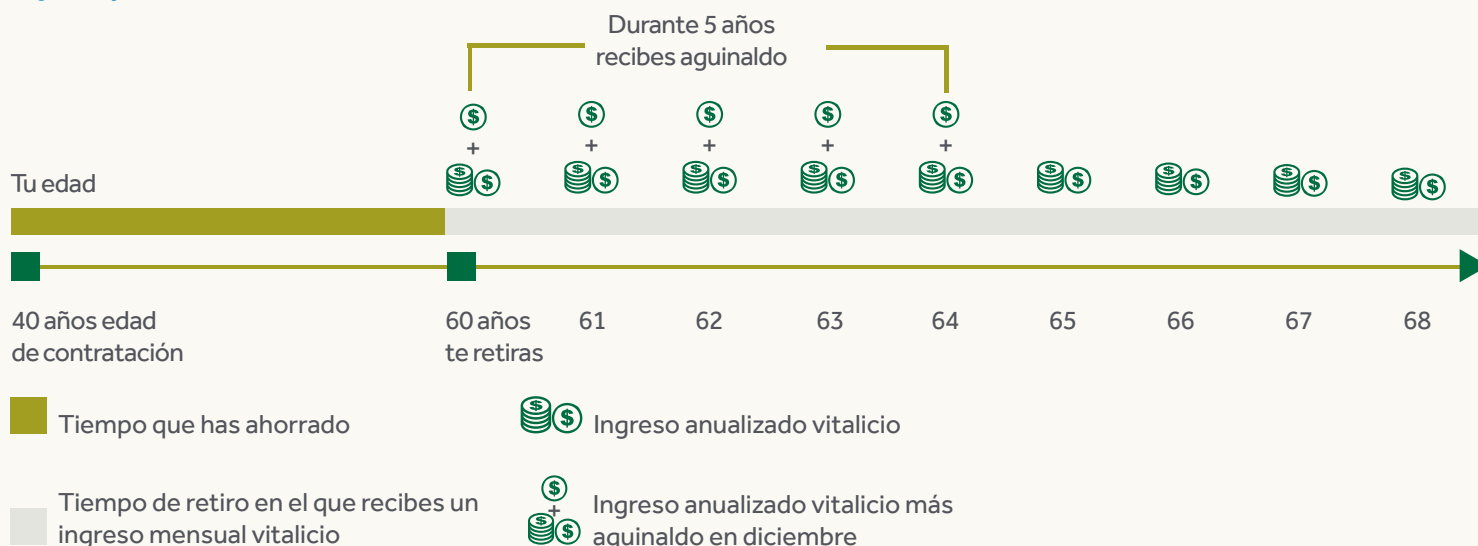 Durante 5 años
recibes aguinaldo
$ $ $ $ $
+ + + + +
$ $ $ $ $ $ $ $ $ $ $ $ $ $ $ $ $ $
Tu edad
40 años edad
de contratación
60 años
te retiras
61 62 63 64 65 66 67 68
Tiempo que has ahorrado
$ $ Ingreso anualizado vitalicio
Tiempo de retiro en el que recibes un
ingreso mensual vitalicio
$
+
$ $
Ingreso anualizado vitalicio más
aguinaldo en diciembre